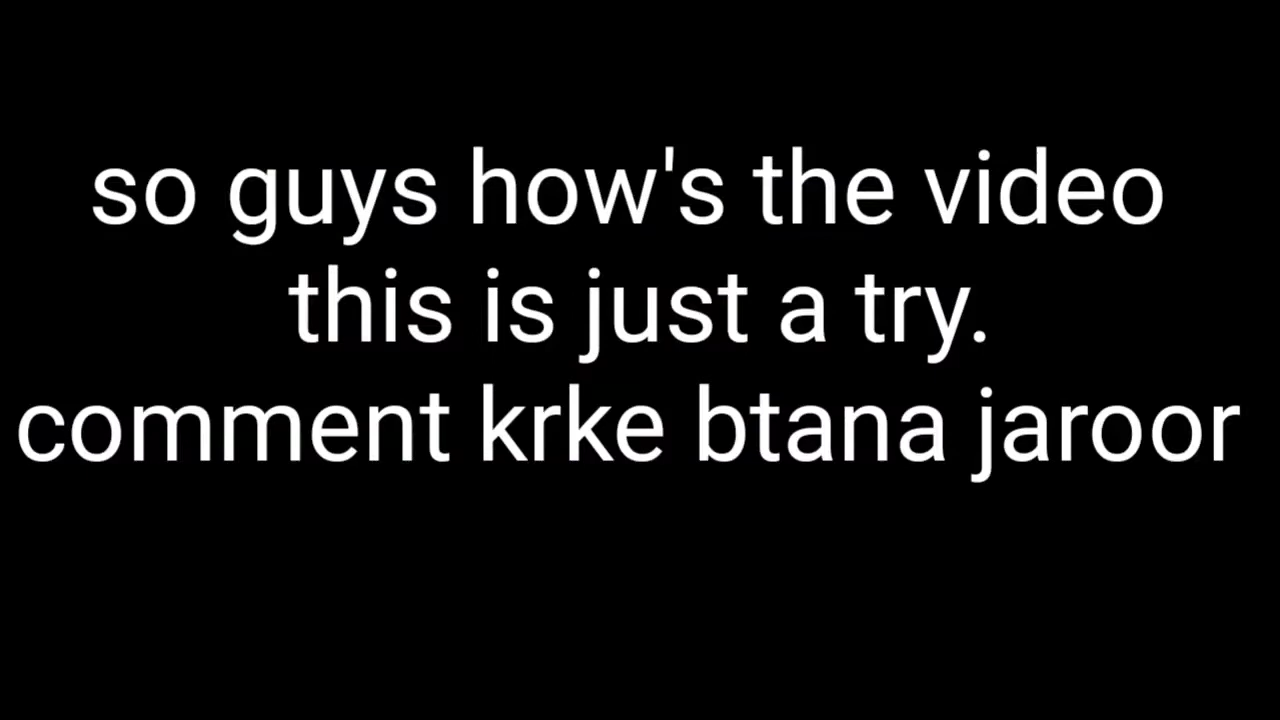 so guys how's the video
this is just a try.
comment krke btana jaroor